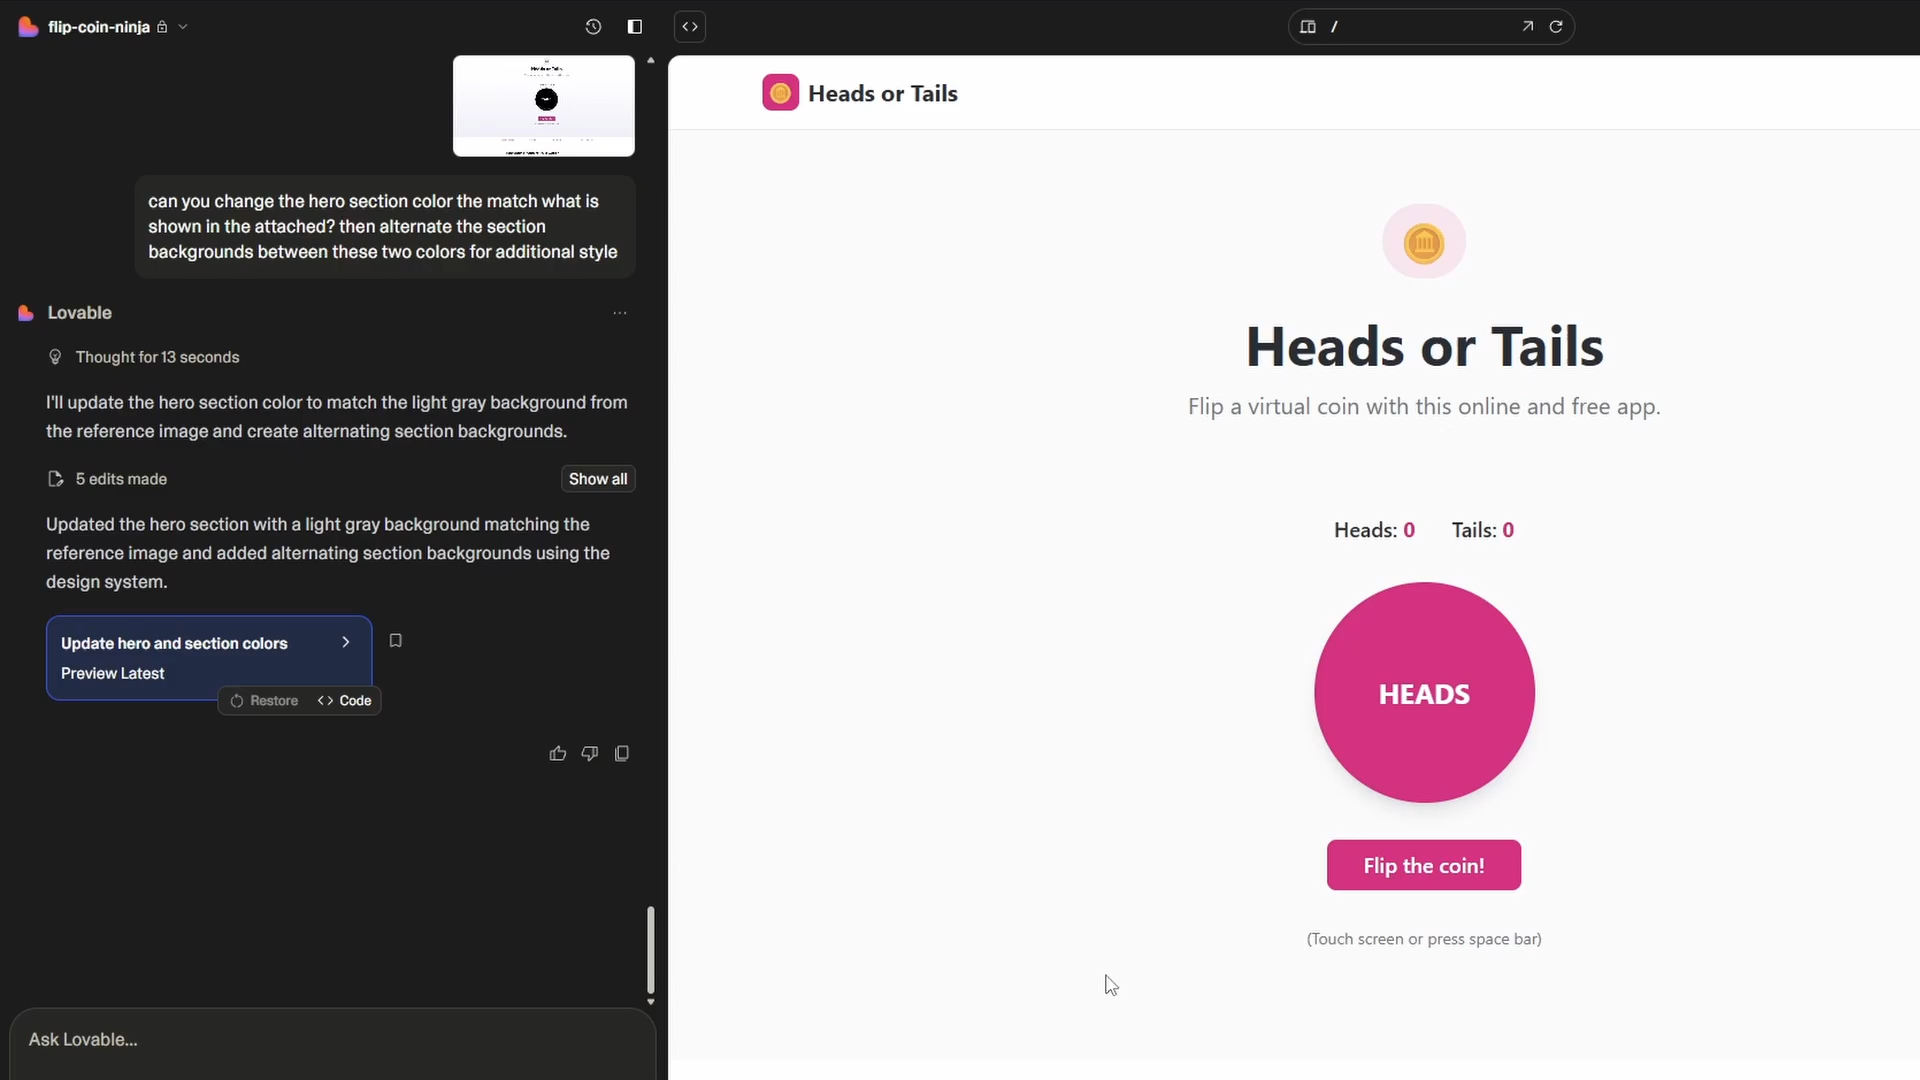 flip-coin-ninja
/
can you change the hero section color the match what is
shown in the attached? then alternate the section
backgrounds between these two colors for additional style
Lovable
Thought for 13 seconds
I'll update the hero section color to match the light gray background from
the reference image and create alternating section backgrounds.
5 edits made
Show all
Updated the hero section with a light gray background matching the
reference image and added alternating section backgrounds using the
design system.
Update hero and section colors
Preview Latest
Restore
Code
Ask Lovable...
Heads or Tails
Heads or Tails
Flip a virtual coin with this online and free app.
Heads: 0 Tails: 0
HEADS
Flip the coin!
(Touch screen or press space bar)